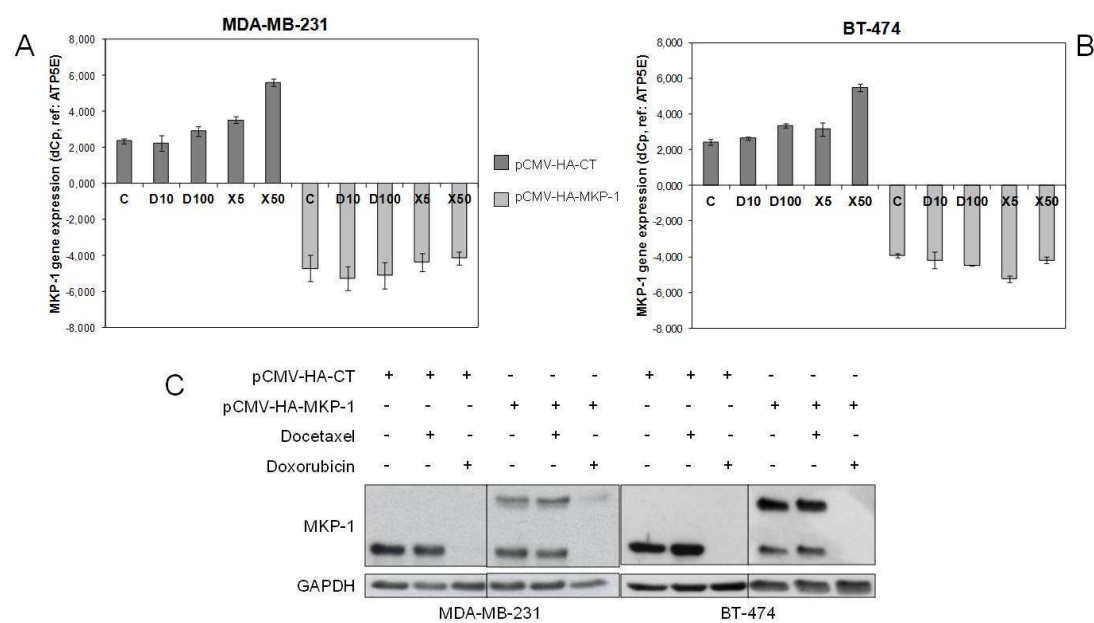 MDA-MB-231
A
MKP-1 gene expression (dCp, ref: ATP5E)
8,000
6,000
4,000
2,000
0,000
-2,000
-4,000
-6,000
-8,000
C D10 D100 X5 X50 C D10 D100 X5 X50
pCMV-HA-CT
pCMV-HA-MKP-1
BT-474
B
MKP-1 gene expression (dCp, ref: ATP5E)
8,000
6,000
4,000
2,000
0,000
-2,000
-4,000
-6,000
-8,000
C D10 D100 X5 X50 C D10 D100 X5 X50
C
pCMV-HA-CT + + + - - - + + + - - -
pCMV-HA-MKP-1 - - - + + + - - - + + +
Docetaxel - + - - + - - + - - + -
Doxorubicin - - + - - + - - + - - +
MKP-1
GAPDH
MDA-MB-231 BT-474